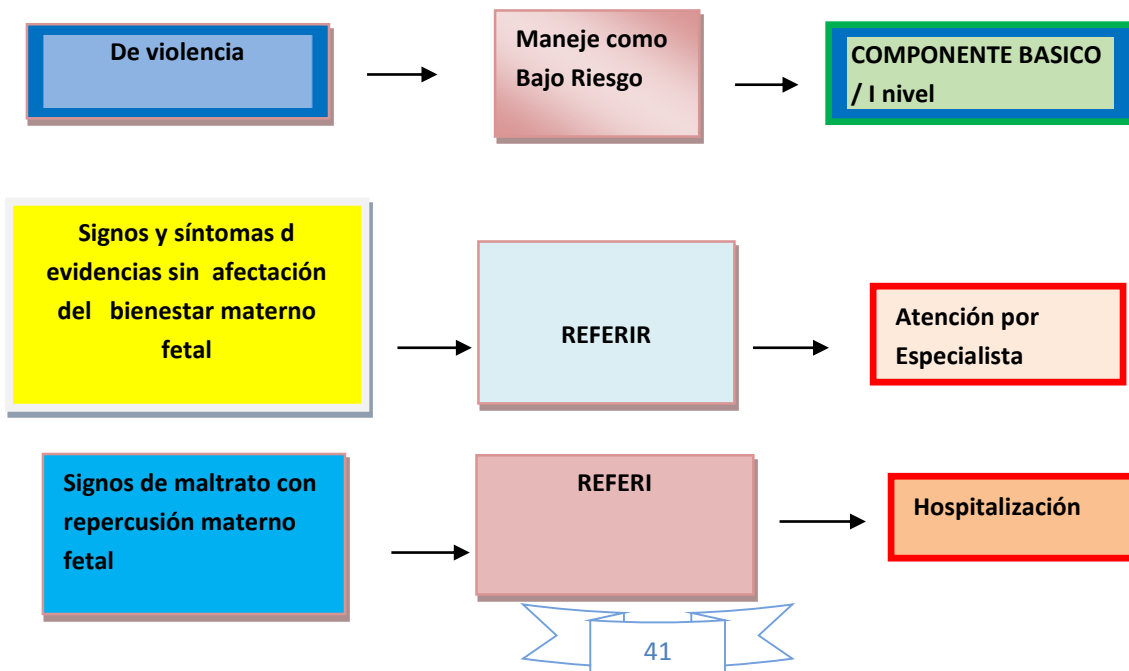 De violencia
Maneje como
Bajo Riesgo
COMPONENTE BASICO
/ I nivel
Signos y síntomas d
evidencias sin afectación
del bienestar materno
fetal
REFERIR
Atención por
Especialista
Signos de maltrato con
repercusión materno
fetal
REFERI
Hospitalización
41